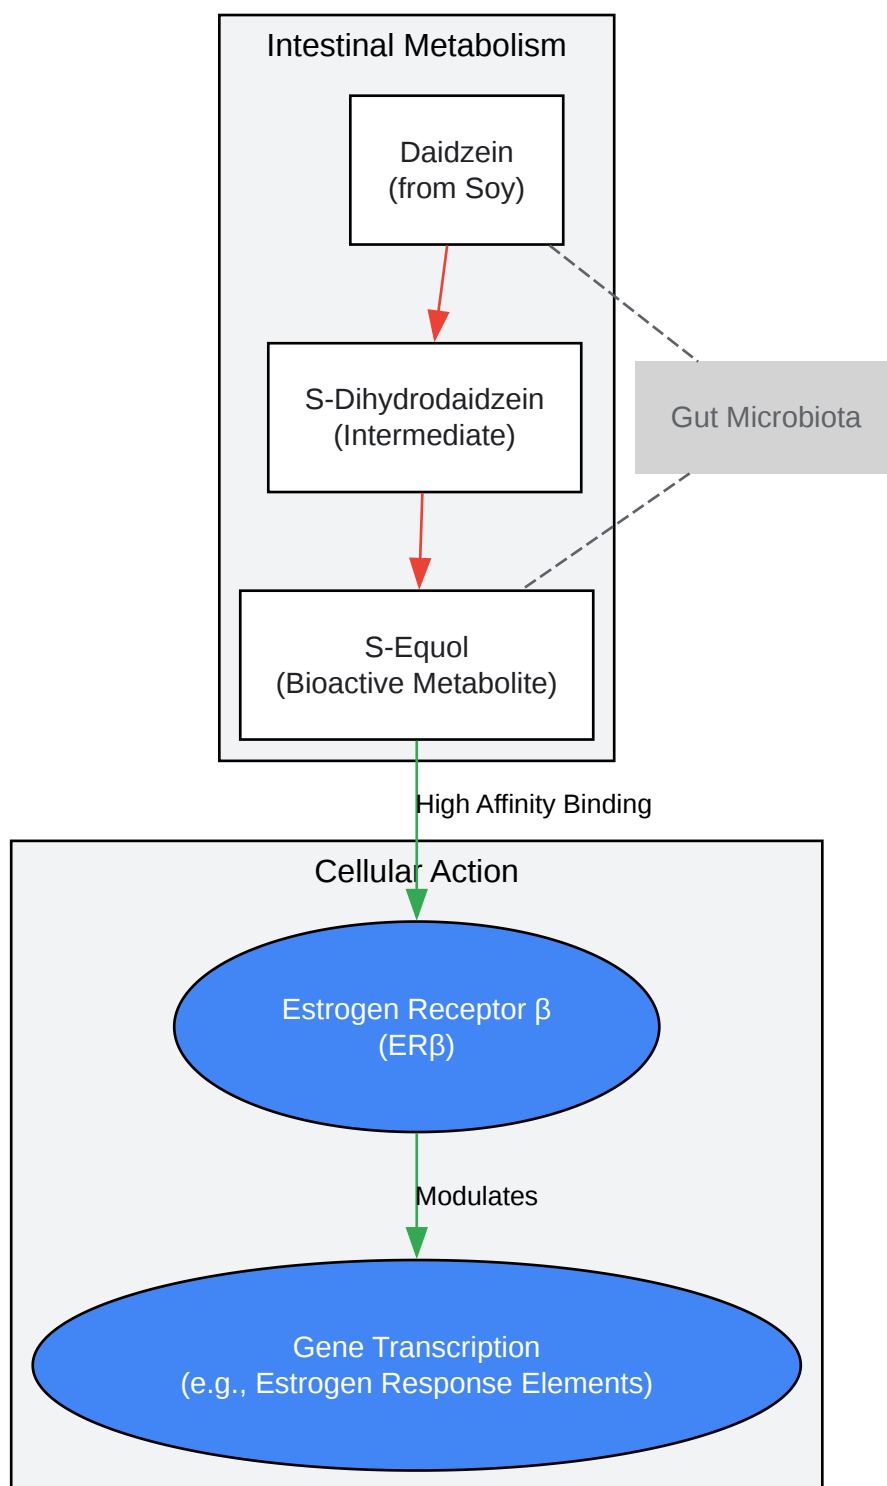 Intestinal Metabolism
Daidzein
(from Soy)
S-Dihydrodaidzein
(Intermediate)
Gut Microbiota
S-Equol
(Bioactive Metabolite)
High Affinity Binding
Cellular Action
Estrogen Receptor β
(ERβ)
Modulates
Gene Transcription
(e.g., Estrogen Response Elements)